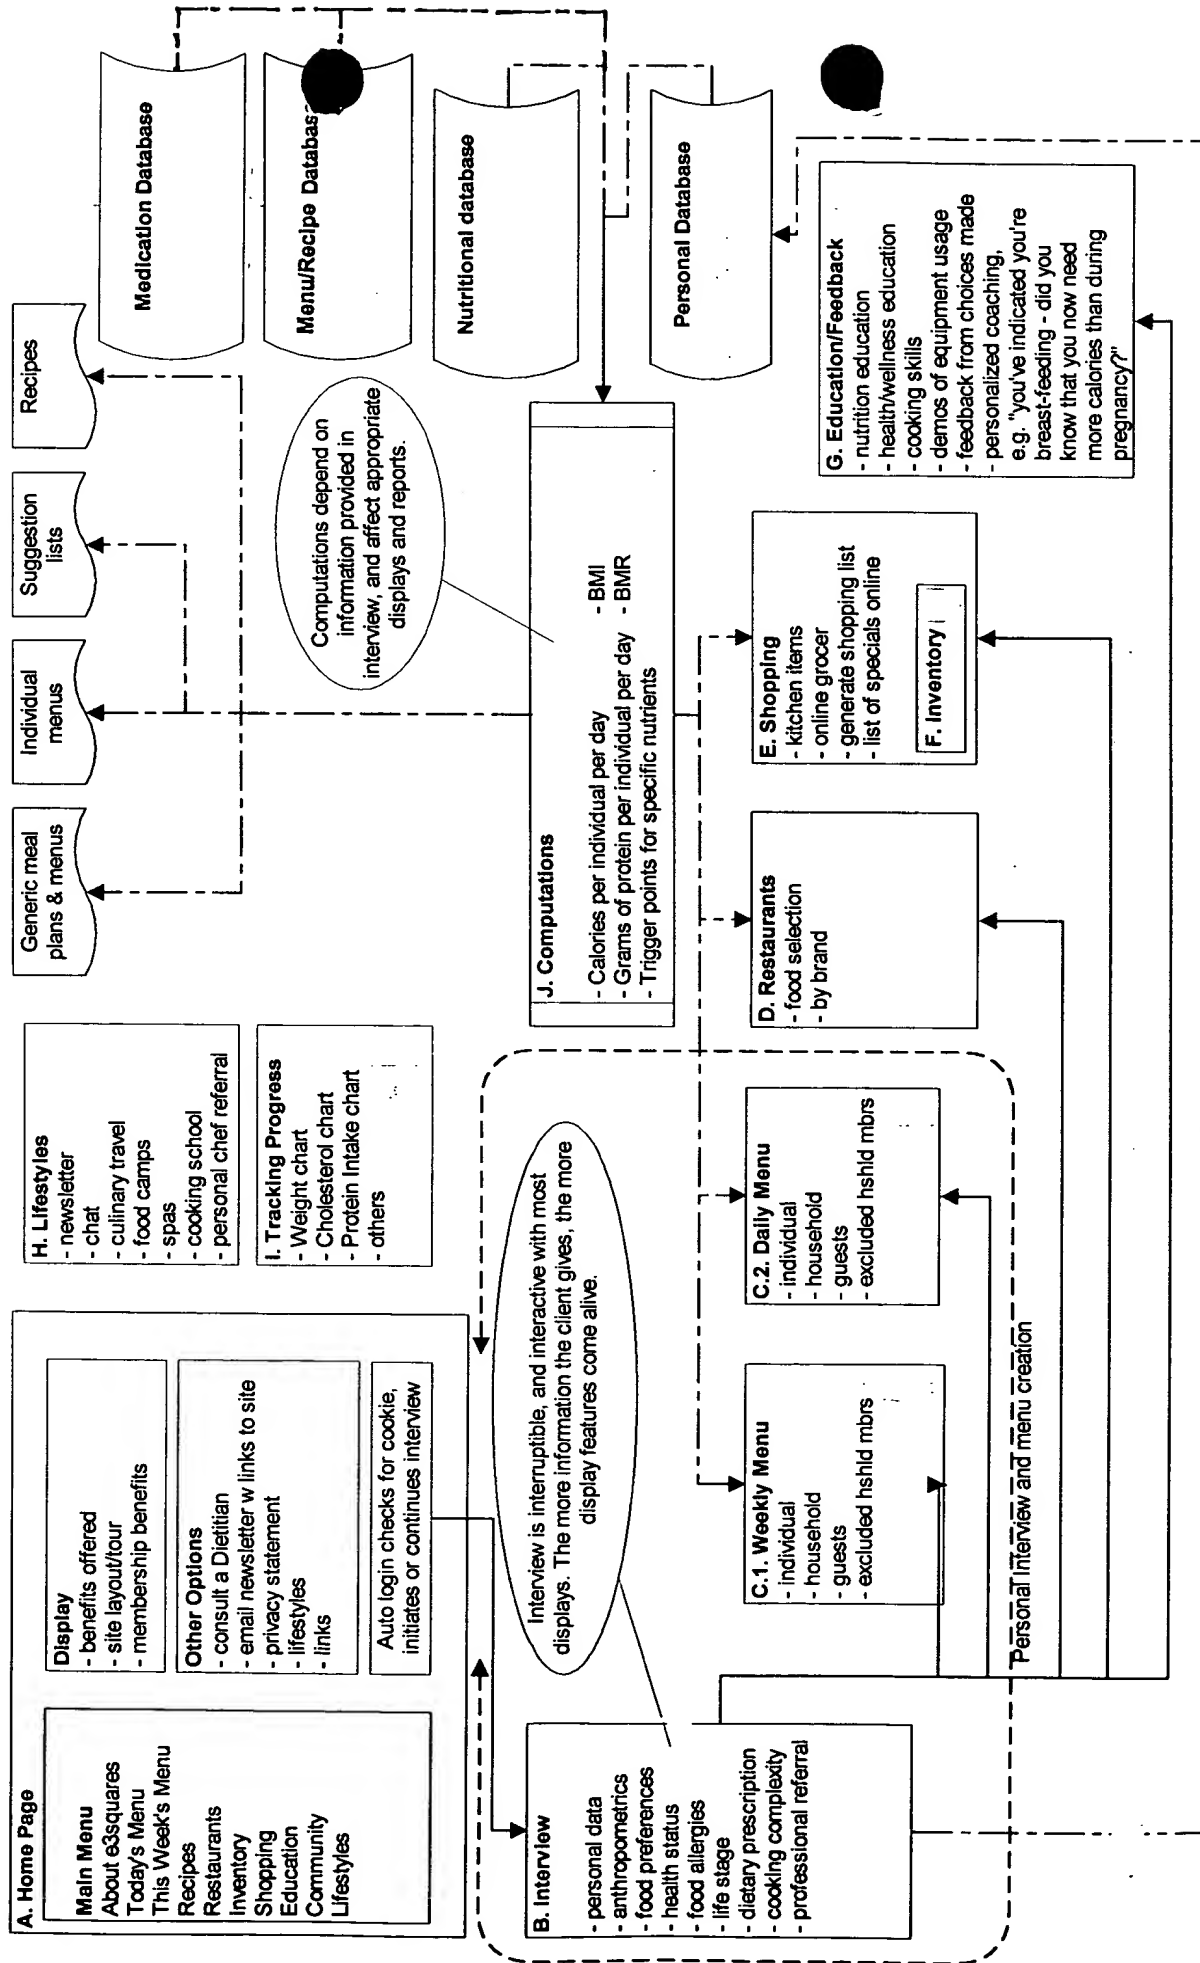 A. Home Page
Main Menu
About e3squares
Today's Menu
This Week's Menu
Recipes
Restaurants
Inventory
Shopping
Education
Community
Lifestyles
Display
- benefits offered
- site layout/tour
- membership benefits
Other Options
- consult a Dietitian
- email newsletter w links to site
- privacy statement
- lifestyles
- links
Auto login checks for cookie,
initiates or continues interview
H. Lifestyles
- newsletter
- chat
- culinary travel
- food camps
- spas
- cooking school
- personal chef referral
I. Tracking Progress
- Weight chart
- Cholesterol chart
- Protein Intake chart
- others
Generic meal
plans & menus
Individual
menus
Suggestion
lists
Recipes
Medication Database
Menu/Recipe Databas
Nutritional database
Personal Database
Computations depend on
information provided in
interview, and affect appropriate
displays and reports.
J. Computations
- Calories per individual per day
- Grams of protein per individual per day
- Trigger points for specific nutrients
- BMI
- BMR
Interview is interruptible, and interactive with most
displays. The more information the client gives, the more
display features come alive.
B. Interview
- personal data
- anthropometrics
- food preferences
- health status
- food allergies
- life stage
- dietary prescription
- cooking complexity
- professional referral
C.1. Weekly Menu
- individual
- household
- guests
- excluded hshld mbrs
C.2. Daily Menu
- individual
- household
- guests
- excluded hshld mbrs
Personal Interview and menu creation
D. Restaurants
- food selection
- by brand
E. Shopping
- kitchen items
- online grocer
- generate shopping list
- list of specials online
F. Inventory
G. Education/Feedback
- nutrition education
- health/wellness education
- cooking skills
- demos of equipment usage
- feedback from choices made
- personalized coaching,
e.g. "you've indicated you're
breast-feeding - did you
know that you now need
more calories than during
pregnancy?"